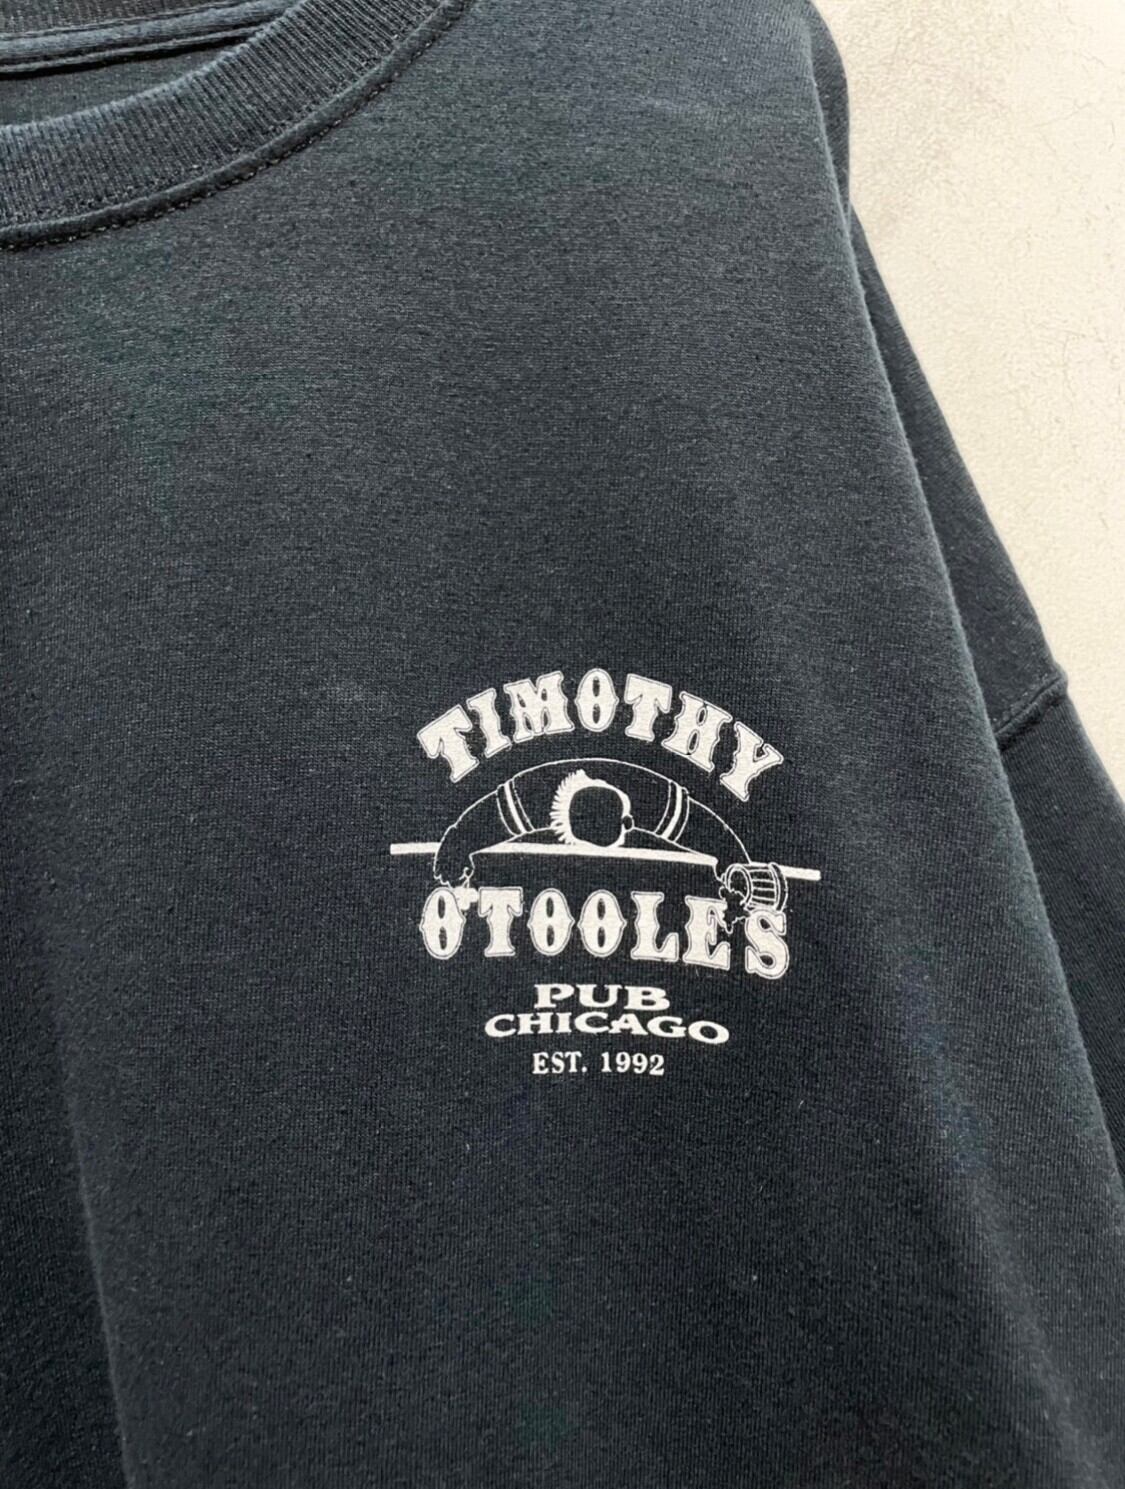 TIMOTHY
O'TOOLE'S
PUB
CHICAGO
EST. 1992